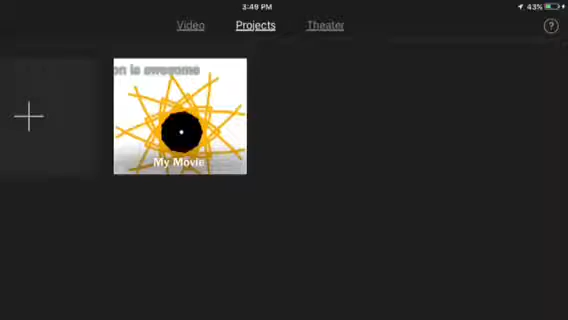 3:49 PM
43%
Video Projects Theater
?
on is awesome
My Movie